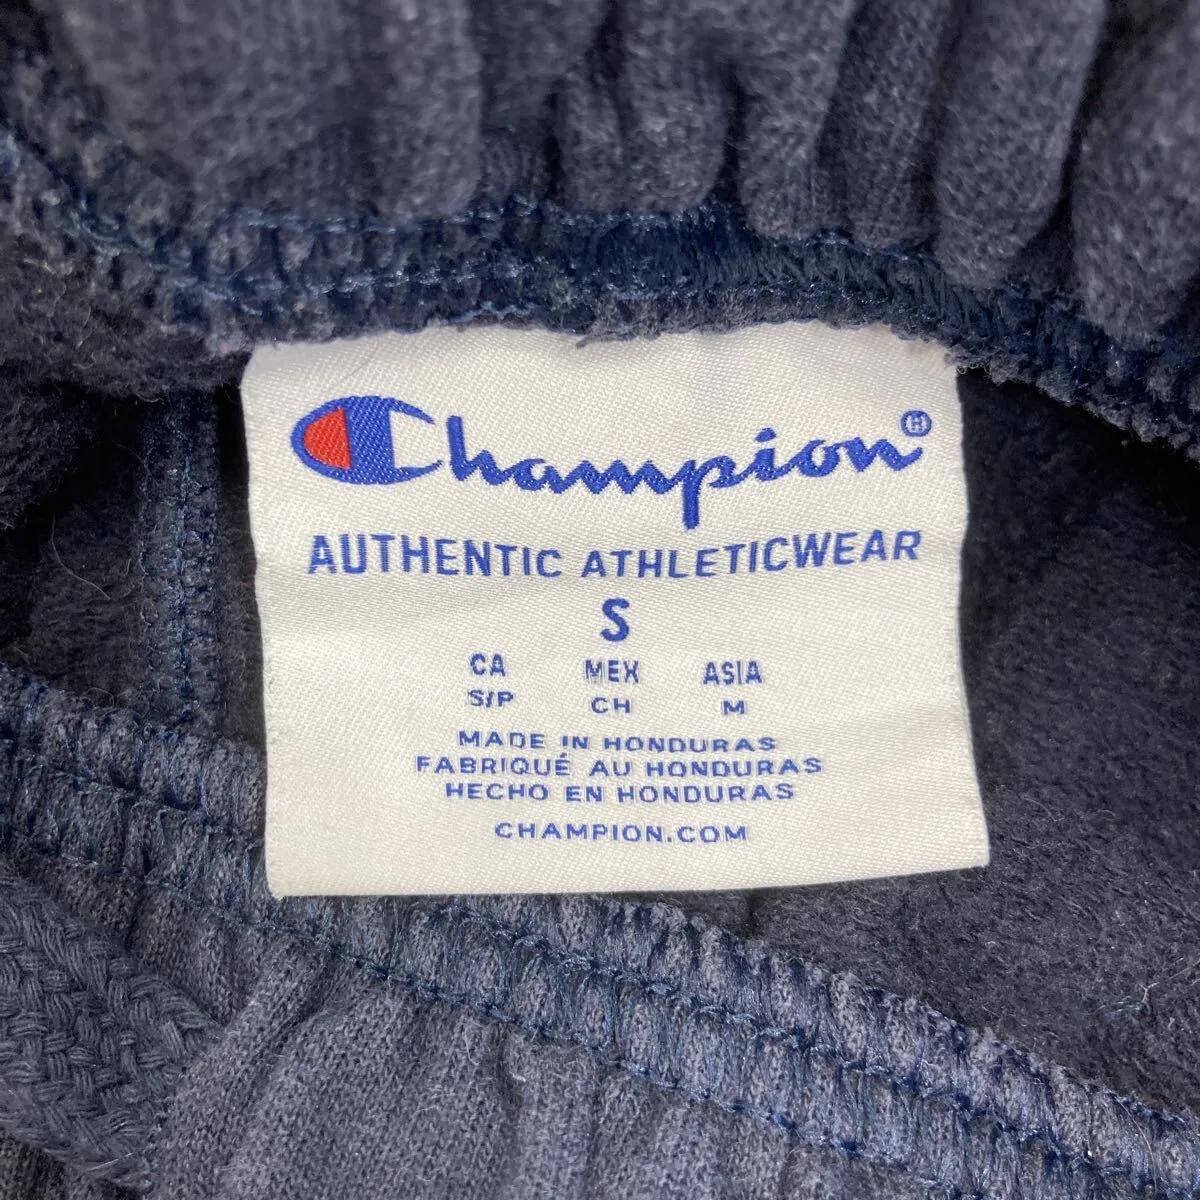 Champion®
AUTHENTIC ATHLETICWEAR
S
CA MEX ASIA
S/P CH M
MADE IN HONDURAS
FABRIQUÉ AU HONDURAS
HECHO EN HONDURAS
CHAMPION.COM